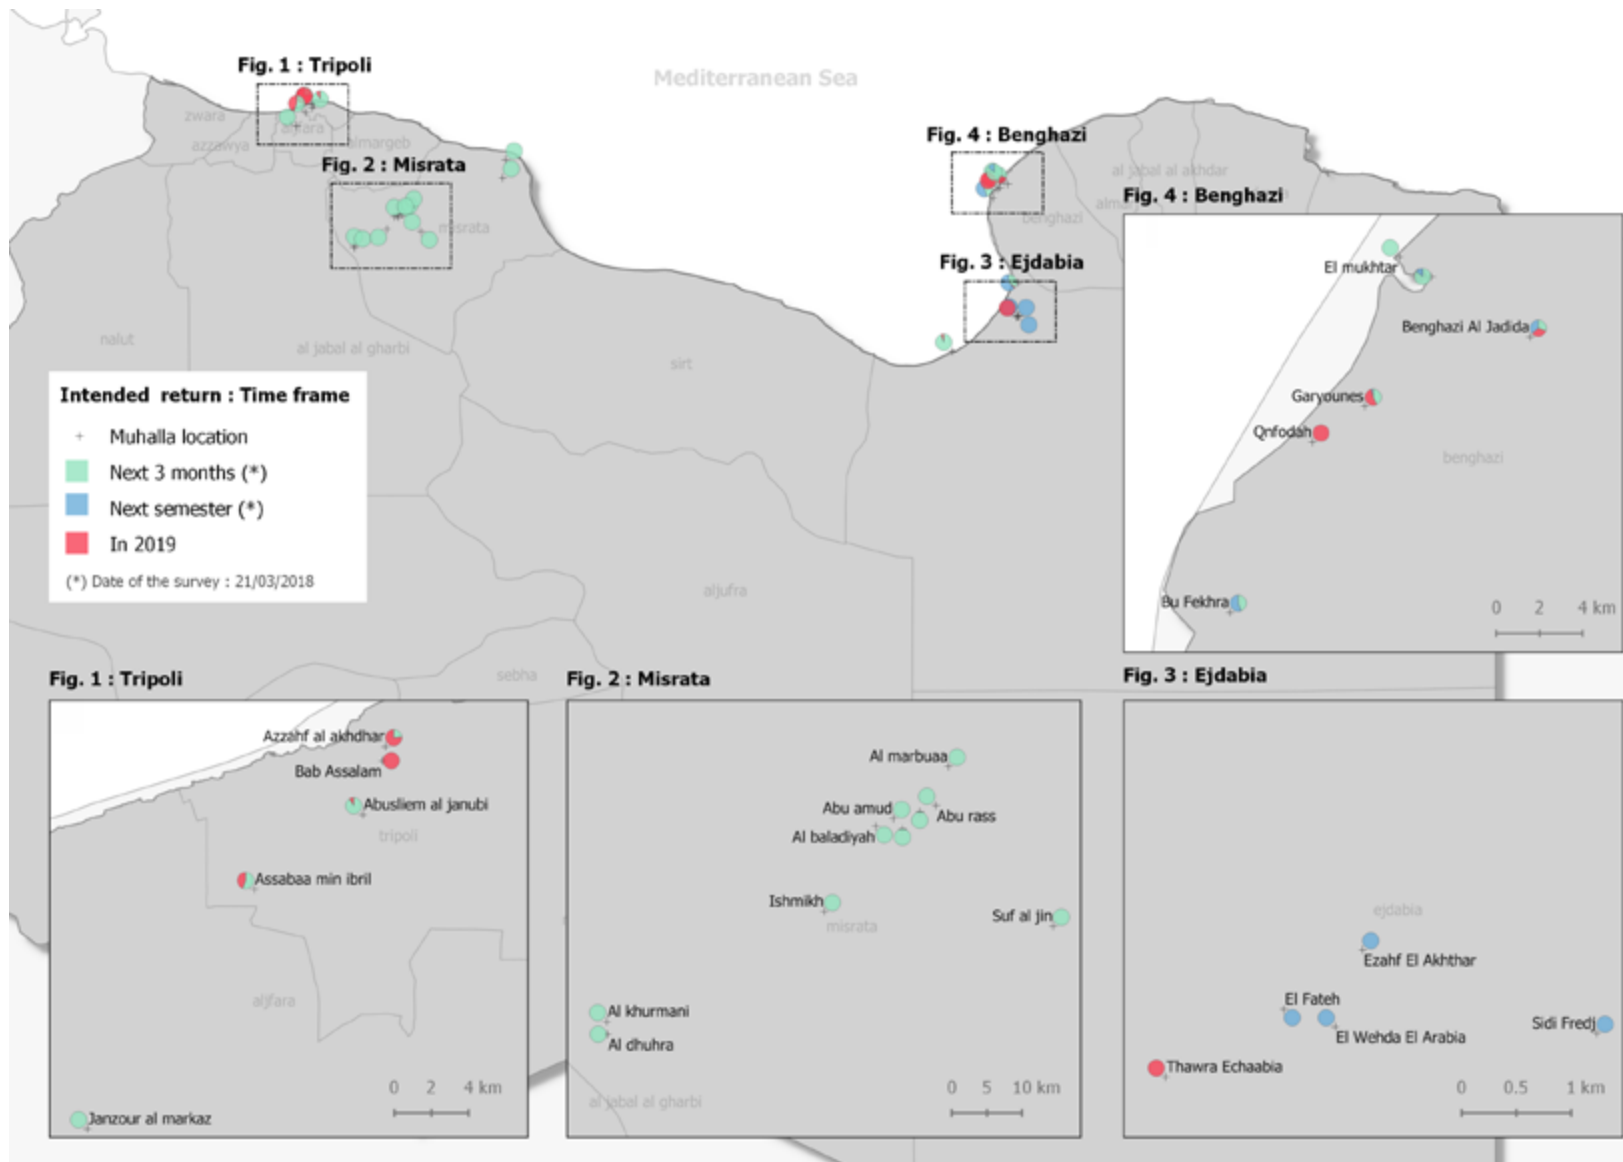 Fig. 1 : Tripoli
Mediterranean Sea
zwara
aljfara
azzawya
almargeb
Fig. 2 : Misrata
misrata
Fig. 4 : Benghazi
al jabal al akhdar
benghazi
Fig. 3 : Ejdabia
nalut
al jabal al gharbi
sirt
Intended return : Time frame
Muhalla location
Next 3 months (*)
Next semester (*)
In 2019
(*) Date of the survey : 21/03/2018
aljufra
sebha
al jabal al gharbi
Fig. 4 : Benghazi
El mukhtar
Benghazi Al Jadida
Garyounes
Qnfodah
benghazi
Bu Fekhra
0 2 4 km
Fig. 1 : Tripoli
Azzahf al akhdhar
Bab Assalam
Abusliem al janubi
tripoli
Assabaa min ibril
aljfara
0 2 4 km
Janzour al markaz
Fig. 2 : Misrata
Al marbuaa
Abu amud
Abu rass
Al baladiyah
Ishmikh
Suf al jin
misrata
Al khurmani
Al dhuhra
0 5 10 km
Fig. 3 : Ejdabia
ejdabia
Ezahf El Akhthar
El Fateh
Sidi Fredj
El Wehda El Arabia
Thawra Echaabia
0 0.5 1 km